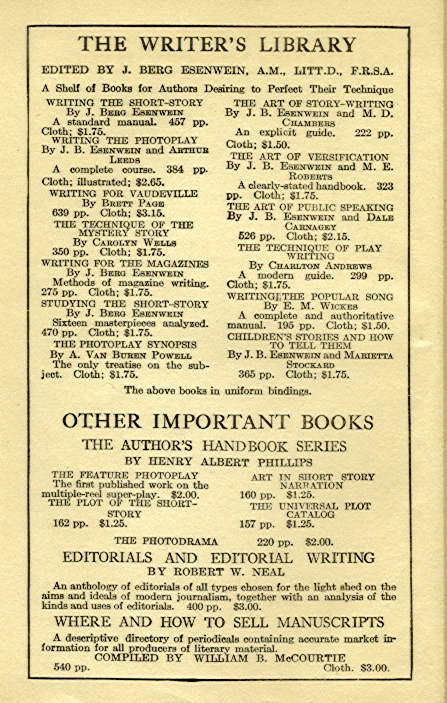 THE WRITER'S LIBRARY
EDITED BY J. BERG ESENWEIN, A.M., LITT.D., F.R.S.A.
A Shelf of Books for Authors Desiring to Perfect Their Technique
WRITING THE SHORT-STORY
By J. BERG ESENWEIN
A standard manual. 457 pp.
Cloth; $1.75.
WRITING THE PHOTOPLAY
By J. B. ESENWEIN and ARTHUR
LEEDS
A complete course. 384 pp.
Cloth; illustrated; $2.65.
WRITING FOR VAUDEVILLE
By BRETT PAGE
639 pp. Cloth; $3.15.
THE TECHNIQUE OF THE
MYSTERY STORY
By CAROLYN WELLS
350 pp. Cloth; $1.75.
WRITING FOR THE MAGAZINES
By J. BERG ESENWEIN
Methods of magazine writing.
275 pp. Cloth; $1.75.
STUDYING THE SHORT-STORY
By J. BERG ESENWEIN
Sixteen masterpieces analyzed.
470 pp. Cloth; $1.75.
THE PHOTOPLAY SYNOPSIS
By A. VAN BUREN POWELL
The only treatise on the sub-
ject. Cloth; $1.75.
THE ART OF STORY-WRITING
By J. B. ESENWEIN and M. D.
CHAMBERS
An explicit guide. 222 pp.
Cloth; $1.50.
THE ART OF VERSIFICATION
By J. B. ESENWEIN and M. E.
ROBERTS
A clearly-stated handbook. 323
pp. Cloth; $1.75.
THE ART OF PUBLIC SPEAKING
By J. B. ESENWEIN and DALE
CARNAGEY
526 pp. Cloth; $2.15.
THE TECHNIQUE OF PLAY
WRITING
By CHARLTON ANDREWS
A modern guide. 299 pp.
Cloth; $1.75.
WRITING THE POPULAR SONG
By E. M. WICKES
A complete and authoritative
manual. 195 pp. Cloth; $1.50.
CHILDREN'S STORIES AND HOW
TO TELL THEM
By J. B. ESENWEIN and MARIETTA
STOCKARD
365 pp. Cloth; $1.75.
The above books in uniform bindings.
OTHER IMPORTANT BOOKS
THE AUTHOR'S HANDBOOK SERIES
BY HENRY ALBERT PHILLIPS
THE FEATURE PHOTOPLAY
The first published work on the
multiple-reel super-play. $2.00.
THE PLOT OF THE SHORT-
STORY
162 pp. $1.25.
ART IN SHORT STORY
NARRATION
160 pp. $1.25.
THE UNIVERSAL PLOT
CATALOG
157 pp. $1.25.
THE PHOTODRAMA 220 pp. $2.00.
EDITORIALS AND EDITORIAL WRITING
BY ROBERT W. NEAL
An anthology of editorials of all types chosen for the light shed on the
aims and ideals of modern journalism, together with an analysis of the
kinds and uses of editorials. 400 pp. $3.00.
WHERE AND HOW TO SELL MANUSCRIPTS
A descriptive directory of periodicals containing accurate market in-
formation for all producers of literary material.
COMPILED BY WILLIAM B. McCOURTIE
540 pp. Cloth. $3.00.